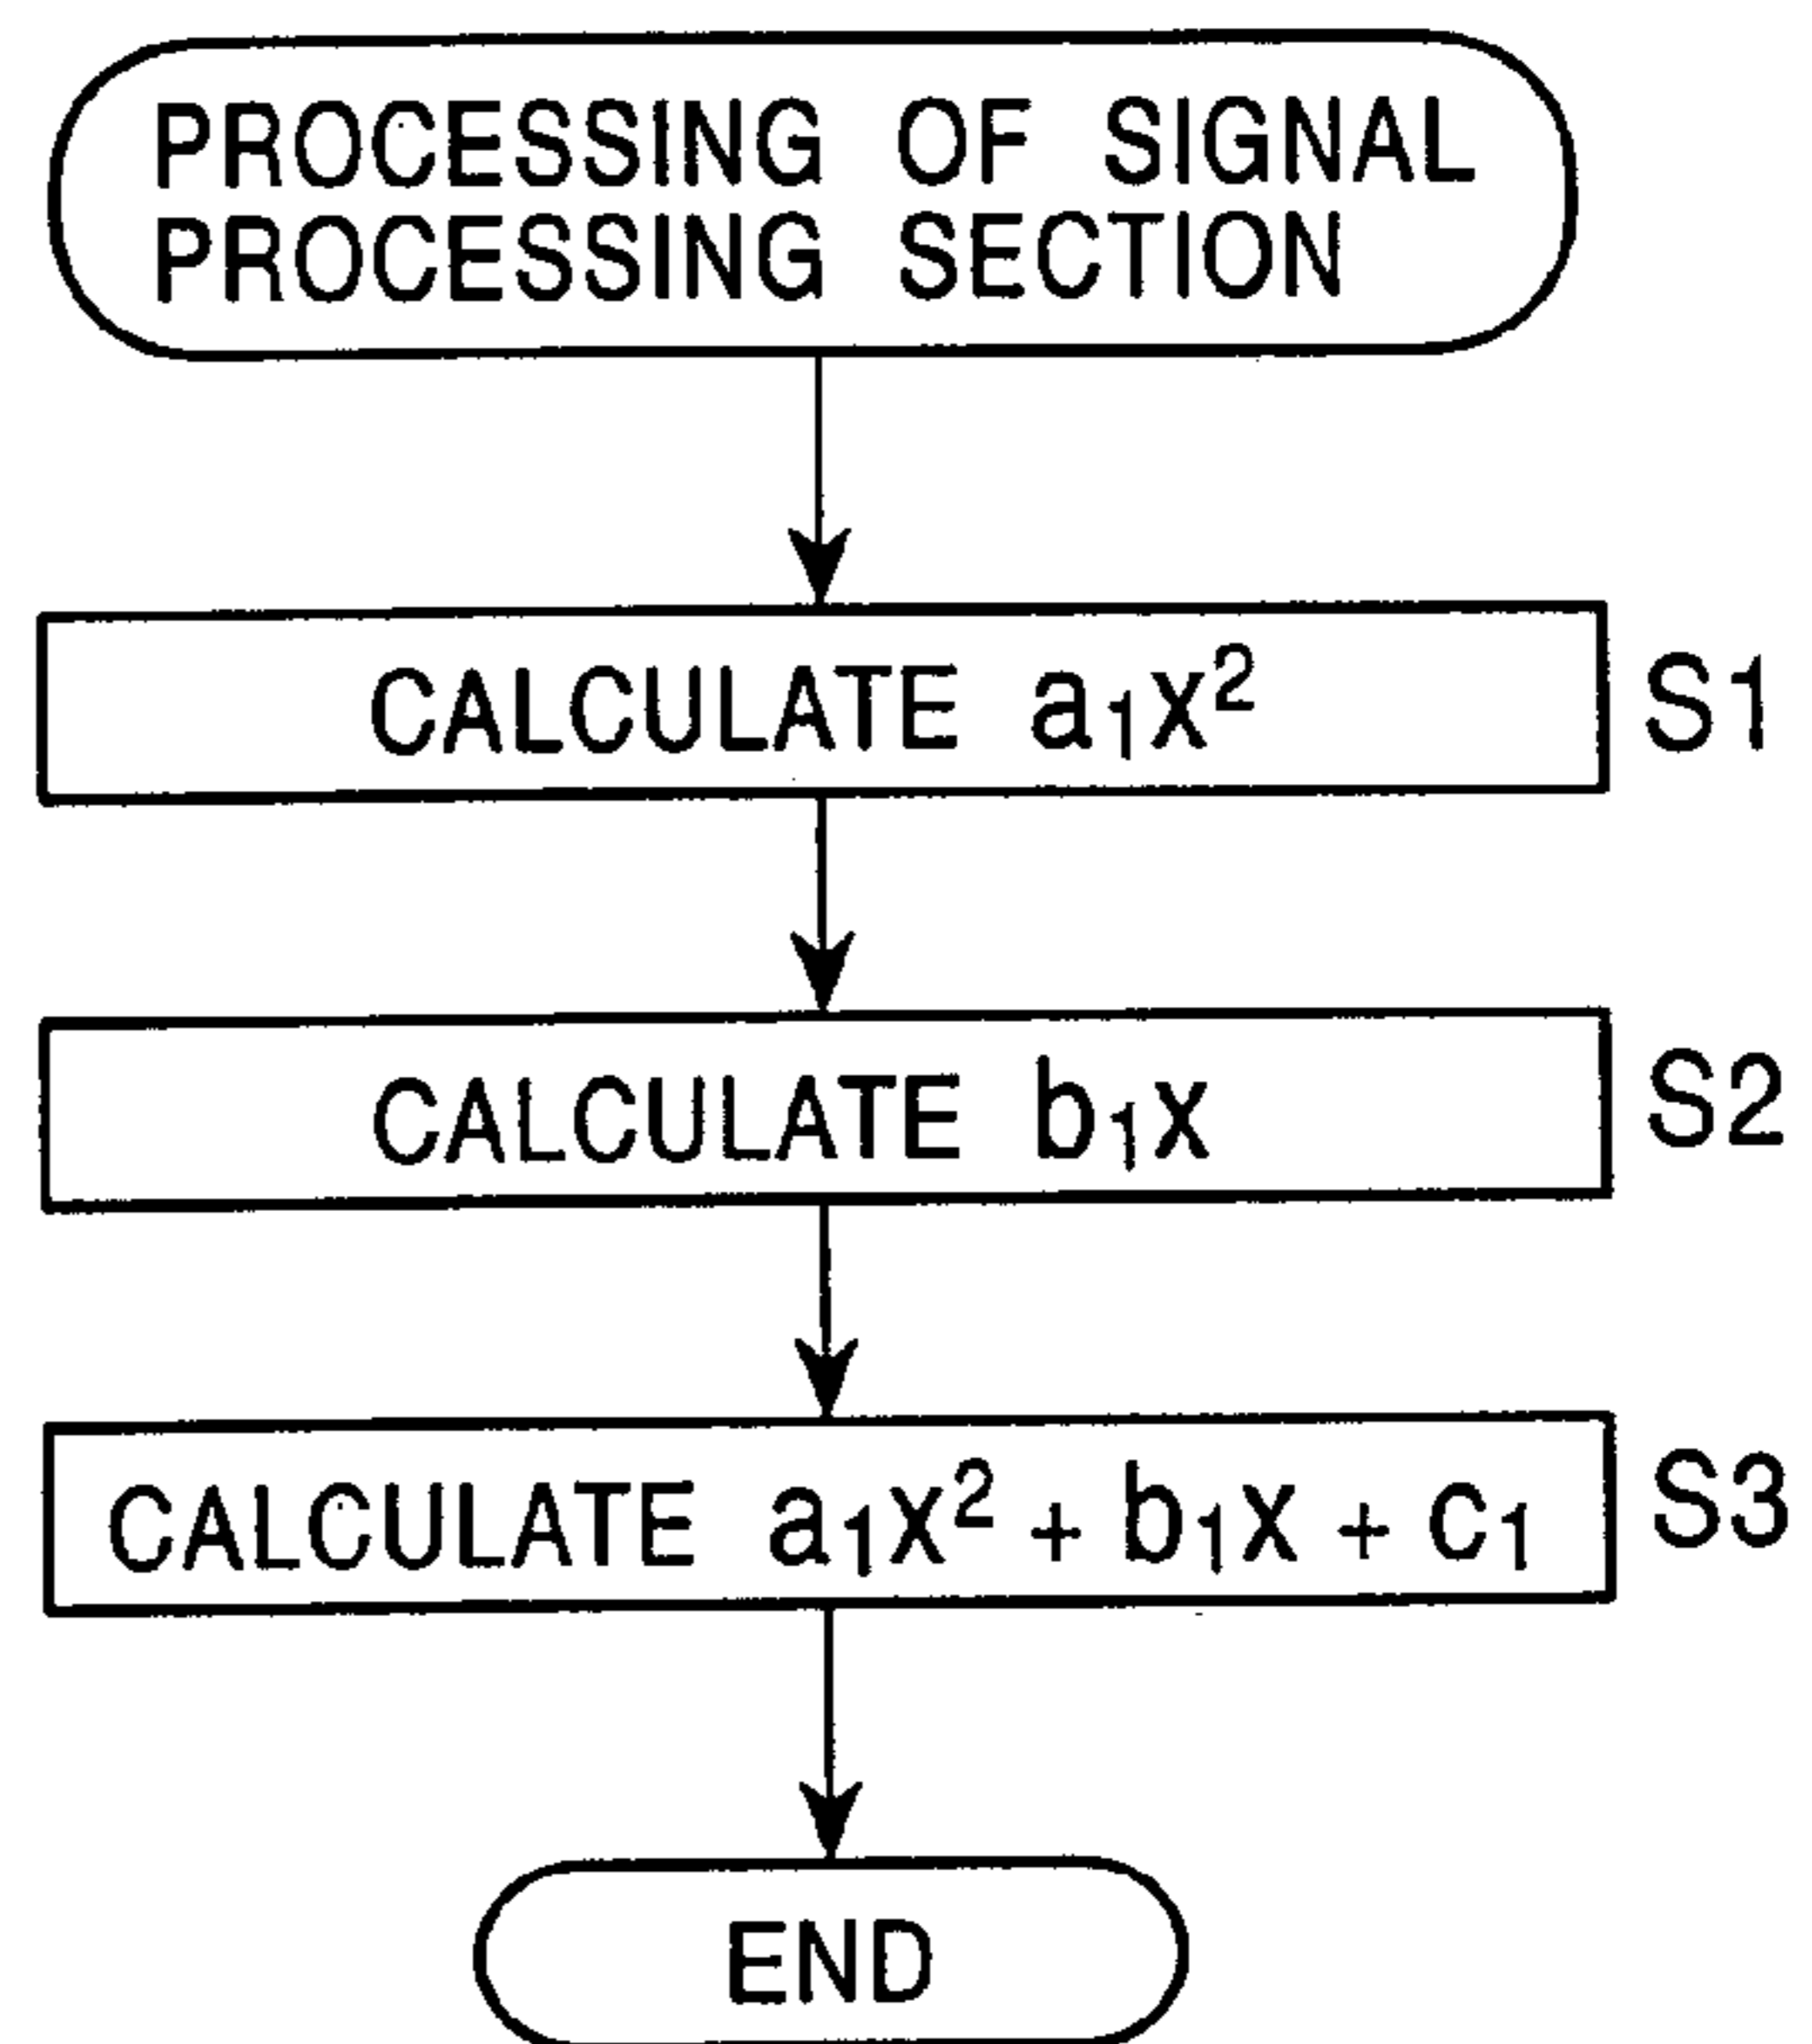 PROCESSING OF SIGNAL
PROCESSING SECTION
CALCULATE a₁x² S1
CALCULATE b₁x S2
CALCULATE a₁x² + b₁x + c₁ S3
END